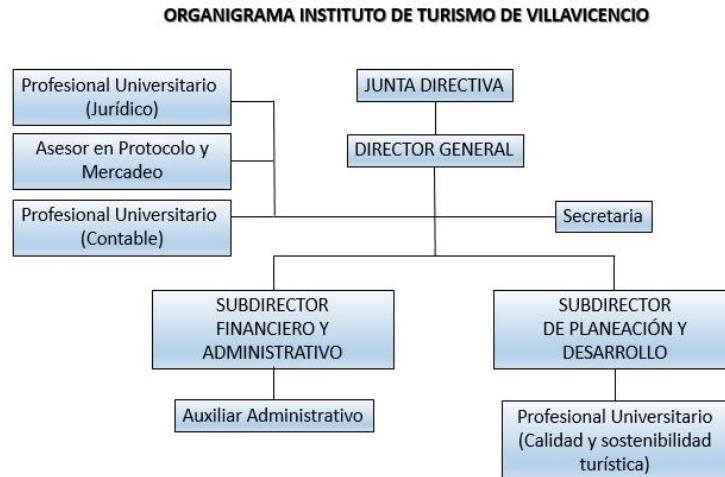 ORGANIGRAMA INSTITUTO DE TURISMO DE VILLAVICENCIO
Profesional Universitario
(Jurídico)
JUNTA DIRECTIVA
Asesor en Protocolo y
Mercadeo
DIRECTOR GENERAL
Profesional Universitario
(Contable)
Secretaria
SUBDIRECTOR
FINANCIERO Y
ADMINISTRATIVO
SUBDIRECTOR
DE PLANEACIÓN Y
DESARROLLO
Auxiliar Administrativo
Profesional Universitario
(Calidad y sostenibilidad
turística)